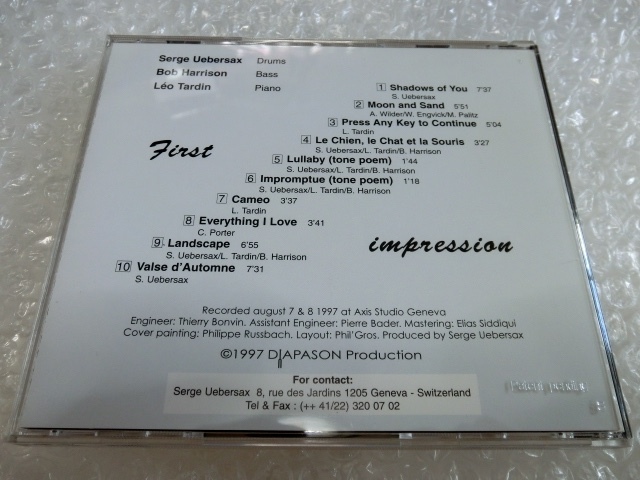 Serge Uebersax Drums
Bob Harrison Bass
Léo Tardin Piano
1 Shadows of You 7'37
S. Uebersax
2 Moon and Sand 5'51
A. Wilder/W. Engvick/M. Palitz
3 Press Any Key to Continue 5'04
L. Tardin
4 Le Chien, le Chat et la Souris 3'27
S. Uebersax/L. Tardin/B. Harrison
5 Lullaby (tone poem) 1'44
S. Uebersax/L. Tardin/B. Harrison
6 Impromptue (tone poem) 1'18
S. Uebersax/L. Tardin/B. Harrison
7 Cameo 3'37
L. Tardin
8 Everything I Love 3'41
C. Porter
9 Landscape 6'55
S. Uebersax/L. Tardin/B. Harrison
10 Valse d'Automne 7'31
S. Uebersax
First
impression
Recorded august 7 & 8 1997 at Axis Studio Geneva
Engineer: Thierry Bonvin. Assistant Engineer: Pierre Bader. Mastering: Elias Siddiqui
Cover painting: Philippe Russbach. Layout: Phil'Gros. Produced by Serge Uebersax
©1997 DIAPASON Production
For contact:
Serge Uebersax 8, rue des Jardins 1205 Geneva - Switzerland
Tel & Fax : (++ 41/22) 320 07 02
Patent pending